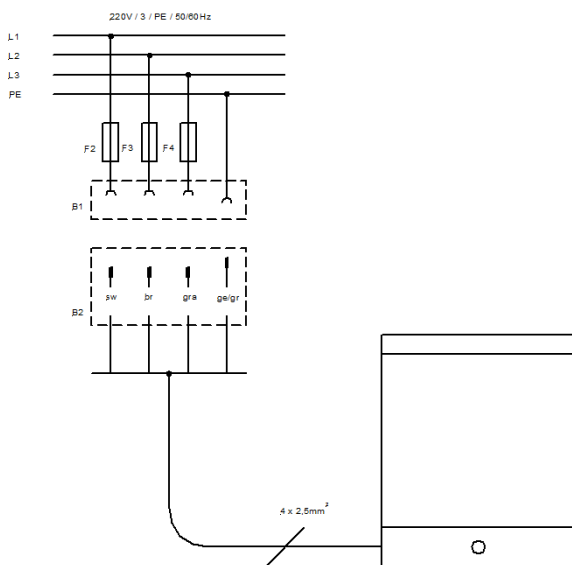 220V / 3 / PE / 50/60Hz
L1
L2
L3
PE
F2 F3 F4
B1
sw br gra ge/gr
B2
4 x 2,5mm²